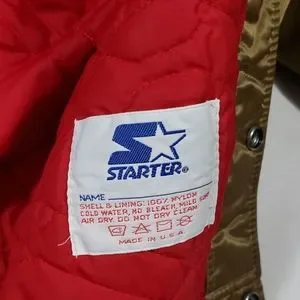 STARTER®
NAME
SHELL & LINING: 100% NYLON
COLD WATER, NO BLEACH, MILD SOAP
AIR DRY DO NOT DRY CLEAN
MADE IN U.S.A.